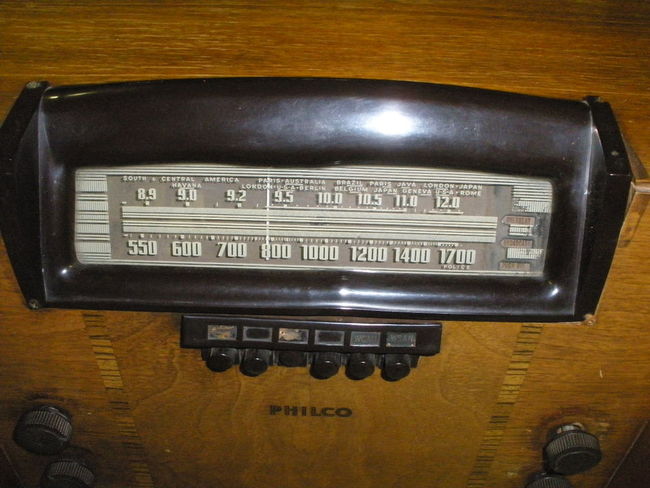 SOUTH & CENTRAL AMERICA PARIS·AUSTRALIA BRAZIL PARIS JAVA LONDON·JAPAN
HAVANA LONDON·U·S·A·BERLIN BELGIUM JAPAN GENEVA U·S·A·ROME
8.9 9.0 9.2 9.5 10.0 10.5 11.0 12.0
550 600 700 800 1000 1200 1400 1700
POLICE
PHILCO